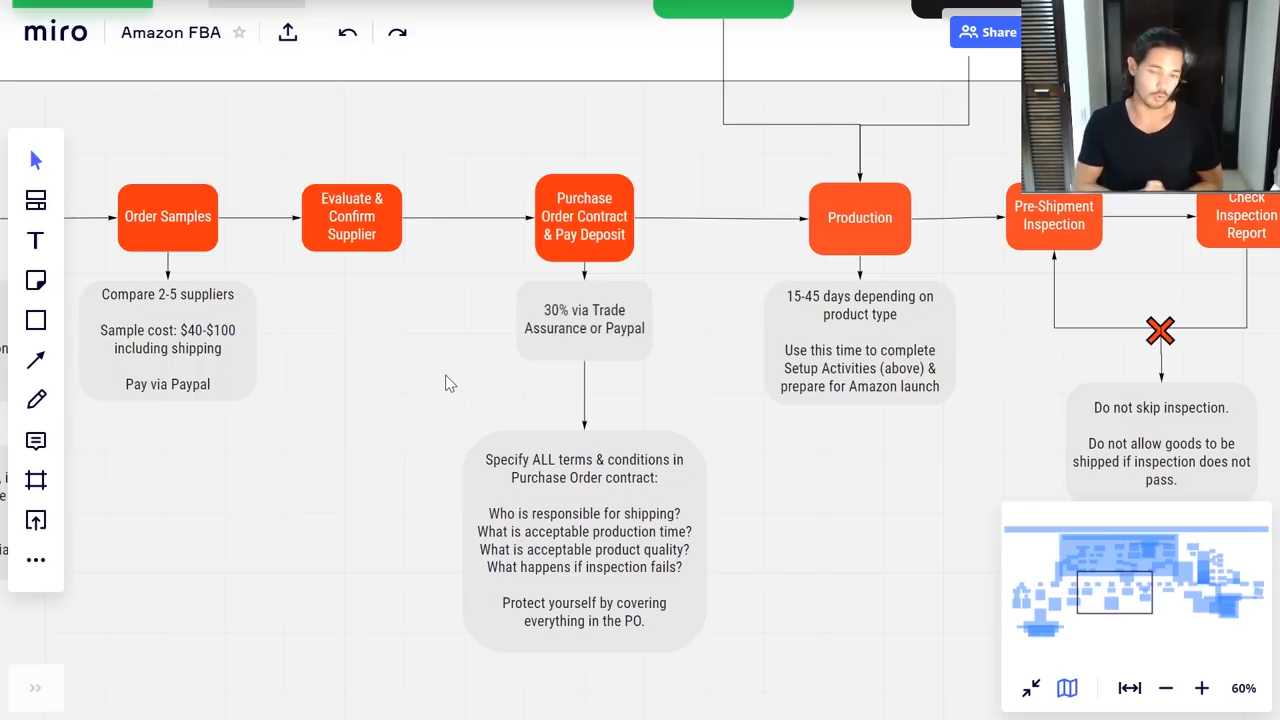 miro
Amazon FBA
Share
Order Samples
Evaluate &
Confirm
Supplier
Purchase
Order Contract
& Pay Deposit
Production
Pre-Shipment
Inspection
Check
Inspection
Report
Compare 2-5 suppliers
Sample cost: $40-$100
including shipping
Pay via Paypal
30% via Trade
Assurance or Paypal
Specify ALL terms & conditions in
Purchase Order contract:
Who is responsible for shipping?
What is acceptable production time?
What is acceptable product quality?
What happens if inspection fails?
Protect yourself by covering
everything in the PO.
15-45 days depending on
product type
Use this time to complete
Setup Activities (above) &
prepare for Amazon launch
Do not skip inspection.
Do not allow goods to be
shipped if inspection does not
pass.
60%